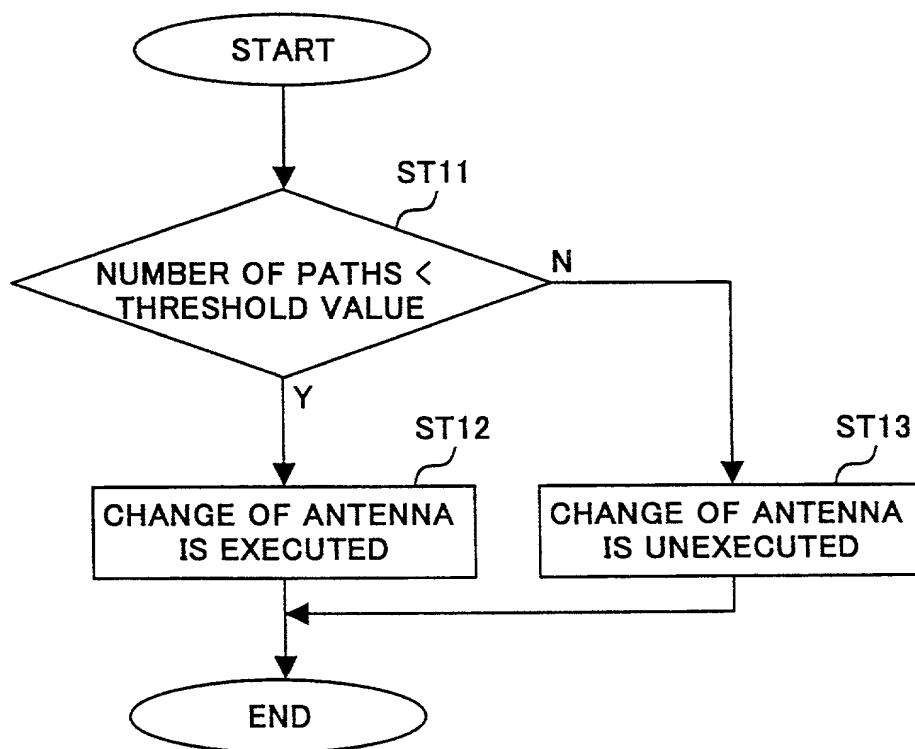 START
ST11
NUMBER OF PATHS <
THRESHOLD VALUE
N
Y
ST12
ST13
CHANGE OF ANTENNA
IS EXECUTED
CHANGE OF ANTENNA
IS UNEXECUTED
END